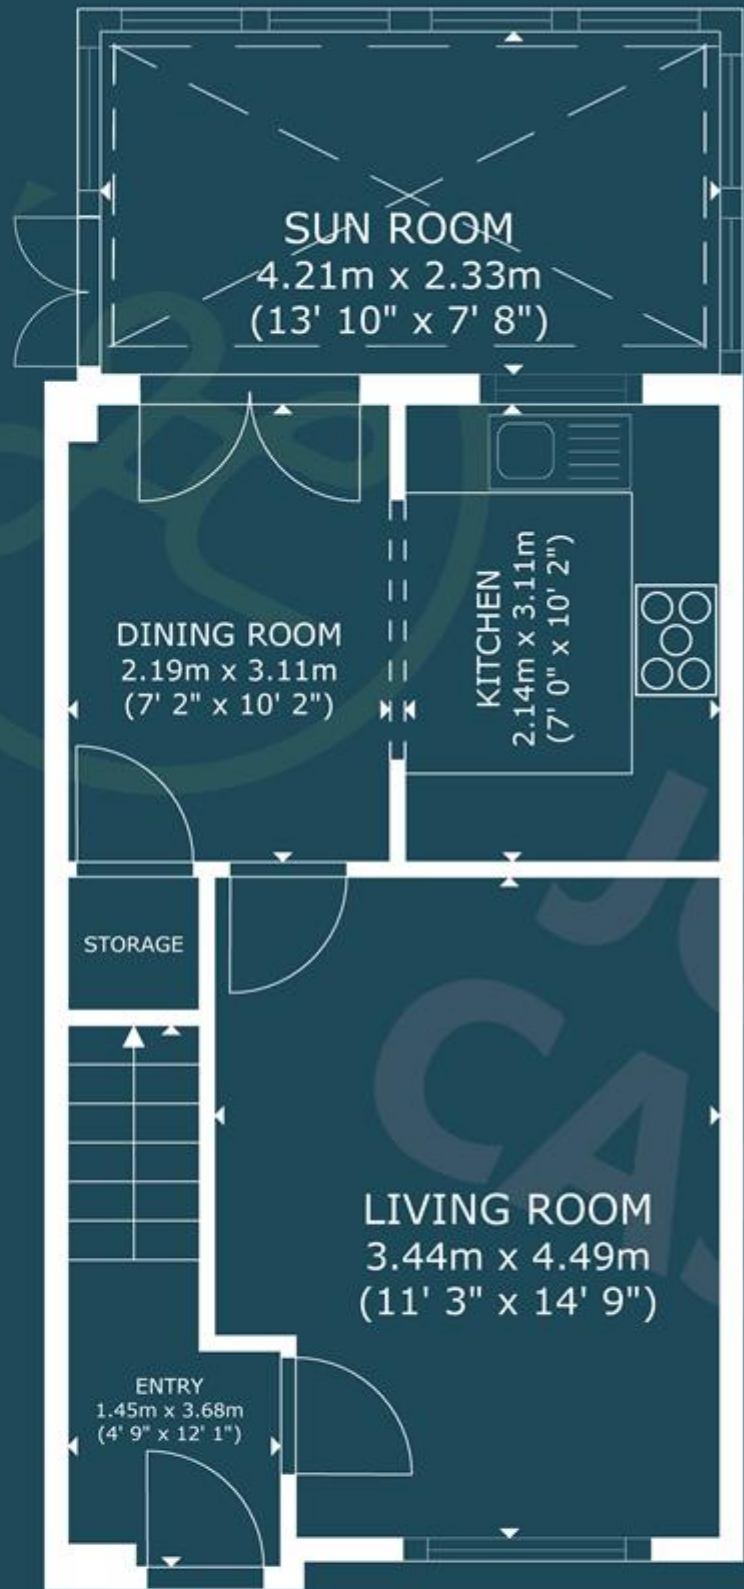 SUN ROOM
4.21m x 2.33m
(13' 10" x 7' 8")
DINING ROOM
2.19m x 3.11m
(7' 2" x 10' 2")
KITCHEN
2.14m x 3.11m
(7' 0" x 10' 2")
STORAGE
LIVING ROOM
3.44m x 4.49m
(11' 3" x 14' 9")
ENTRY
1.45m x 3.68m
(4' 9" x 12' 1")